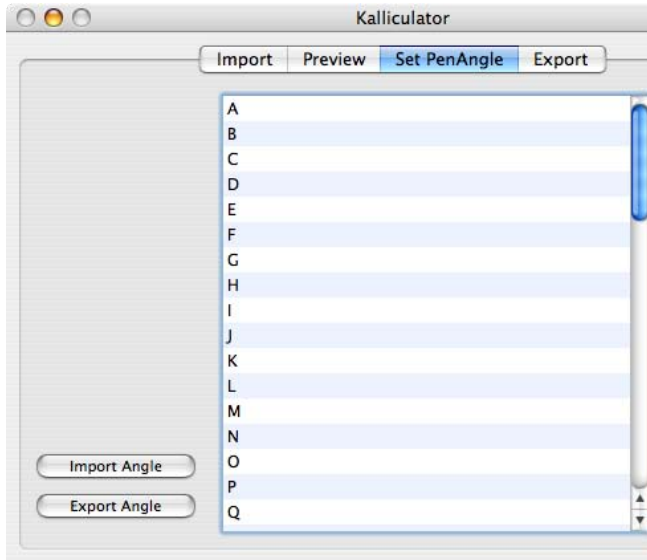 Kalliculator
Import Preview Set PenAngle Export
A
B
C
D
E
F
G
H
I
J
K
L
M
N
O
P
Q
Import Angle
Export Angle